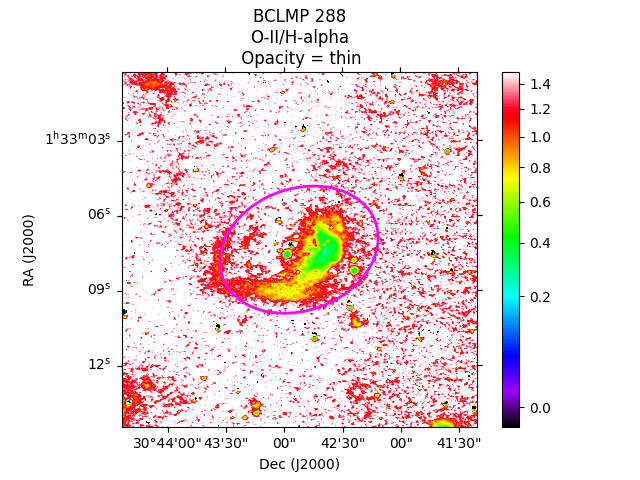 BCLMP 288
O-II/H-alpha
Opacity = thin
1ʰ33ᵐ03ˢ
06ˢ
09ˢ
12ˢ
RA (J2000)
30°44'00" 43'30" 00" 42'30" 00" 41'30"
Dec (J2000)
1.4
1.2
1.0
0.8
0.6
0.4
0.2
0.0